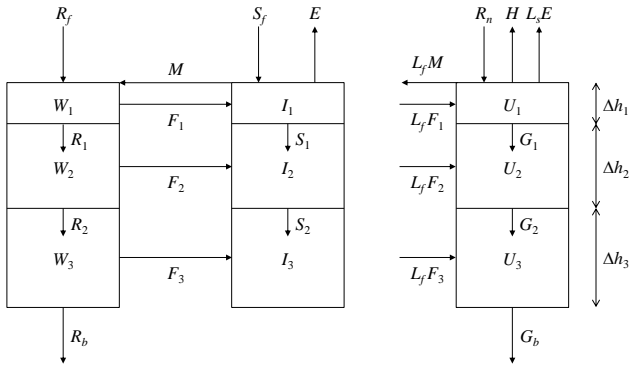 R_f S_f E R_n H L_sE
M L_fM
W_1 I_1 U_1 Δh_1
F_1 L_fF_1
R_1 S_1 G_1
W_2 I_2 U_2 Δh_2
F_2 L_fF_2
R_2 S_2 G_2
W_3 I_3 U_3 Δh_3
F_3 L_fF_3
R_b G_b